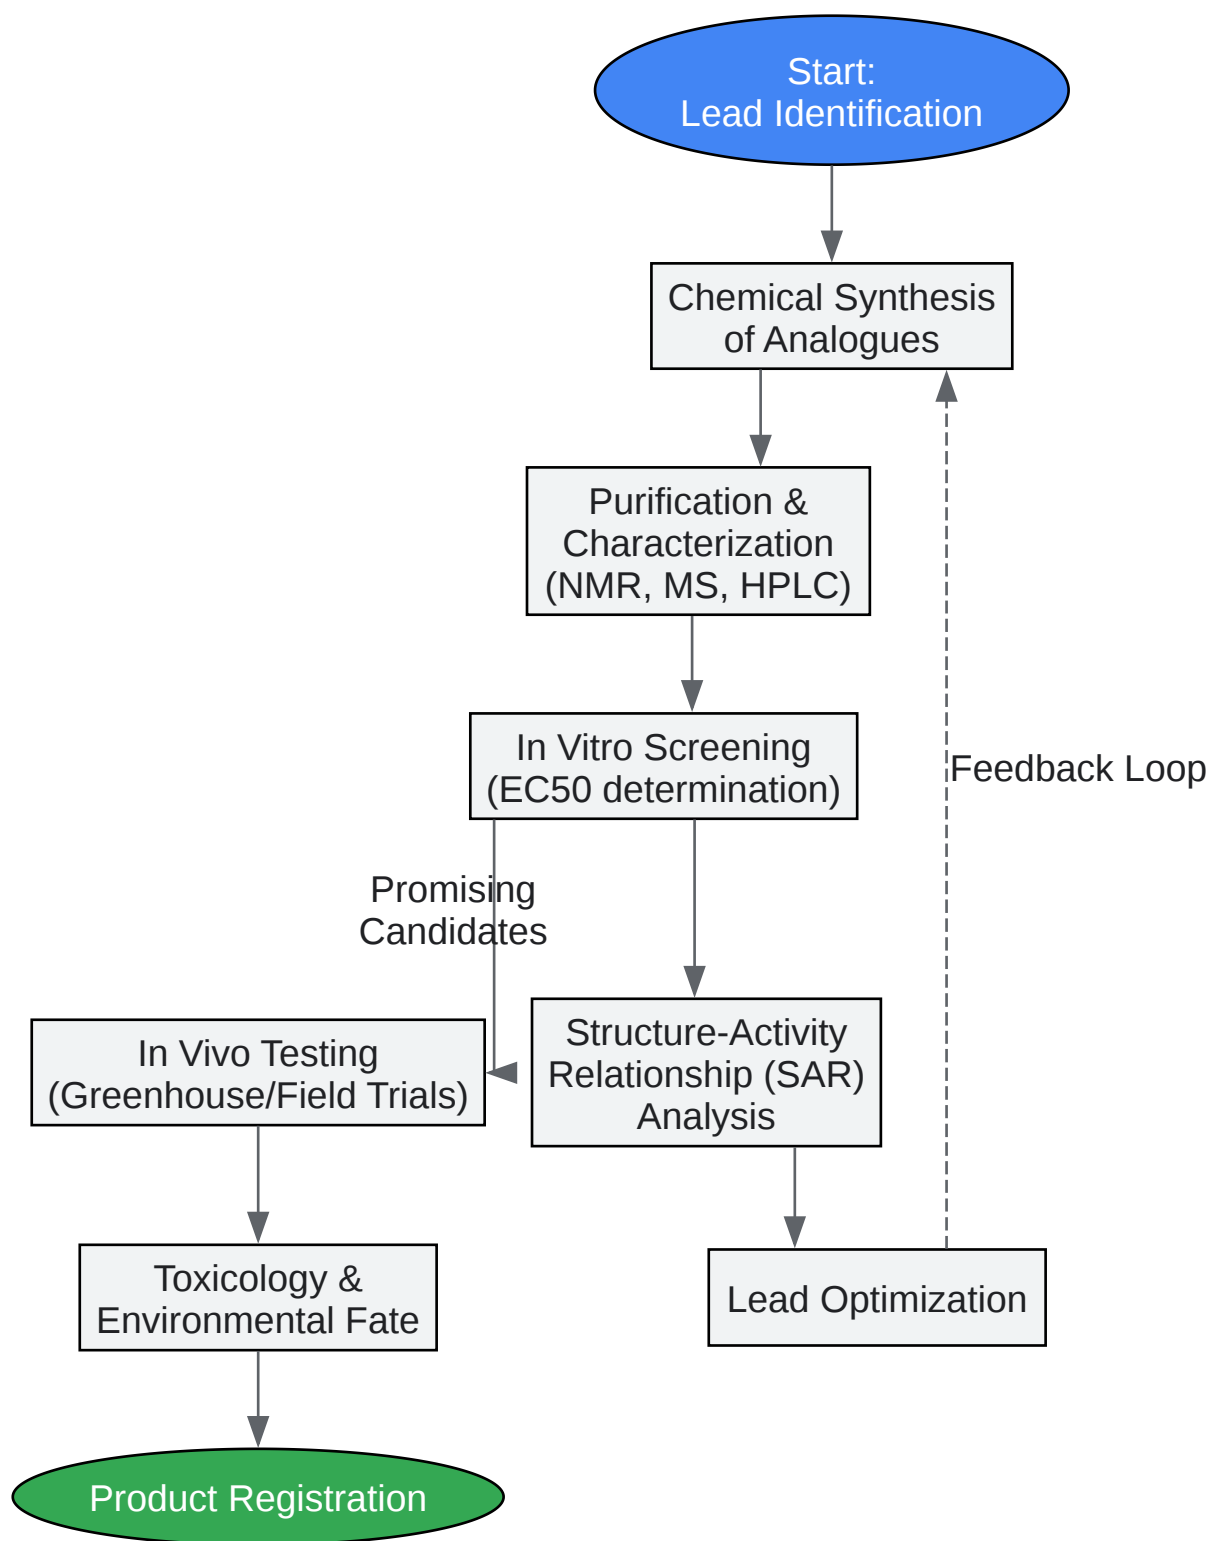 Start:
Lead Identification
Chemical Synthesis
of Analogues
Purification &
Characterization
(NMR, MS, HPLC)
In Vitro Screening
(EC50 determination)
Feedback Loop
Promising
Candidates
Structure-Activity
Relationship (SAR)
Analysis
In Vivo Testing
(Greenhouse/Field Trials)
Toxicology &
Environmental Fate
Lead Optimization
Product Registration